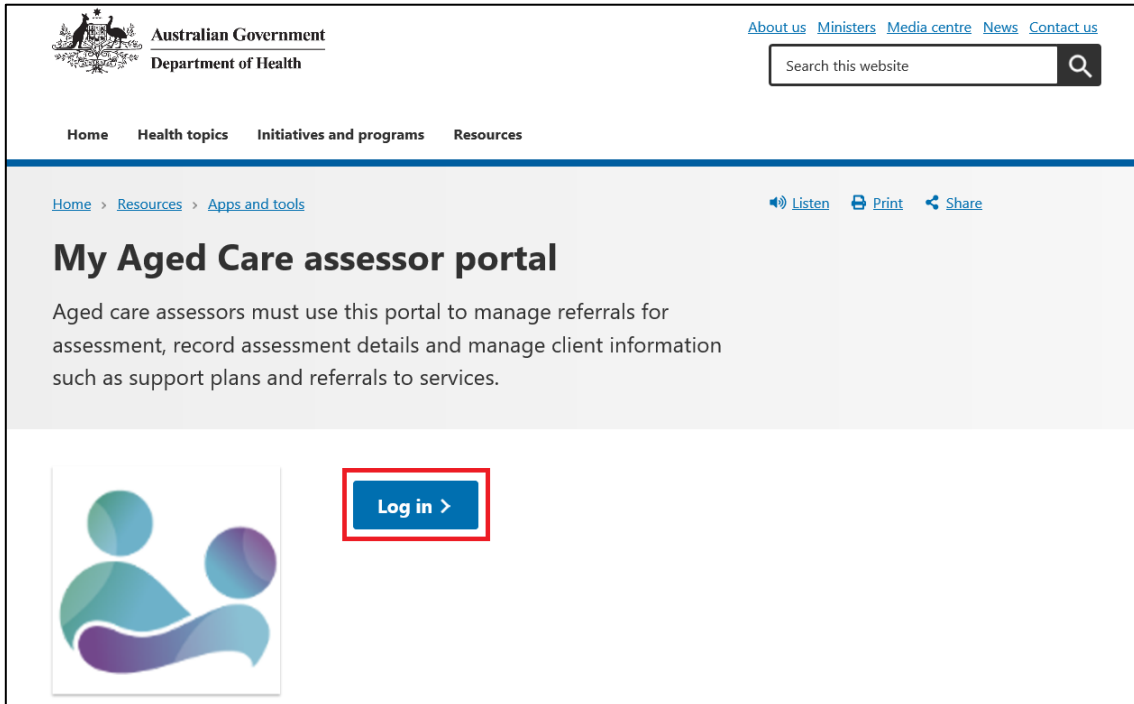 Australian Government
Department of Health
About us Ministers Media centre News Contact us
Search this website
Home Health topics Initiatives and programs Resources
Home > Resources > Apps and tools
Listen Print Share
My Aged Care assessor portal
Aged care assessors must use this portal to manage referrals for
assessment, record assessment details and manage client information
such as support plans and referrals to services.
Log in >